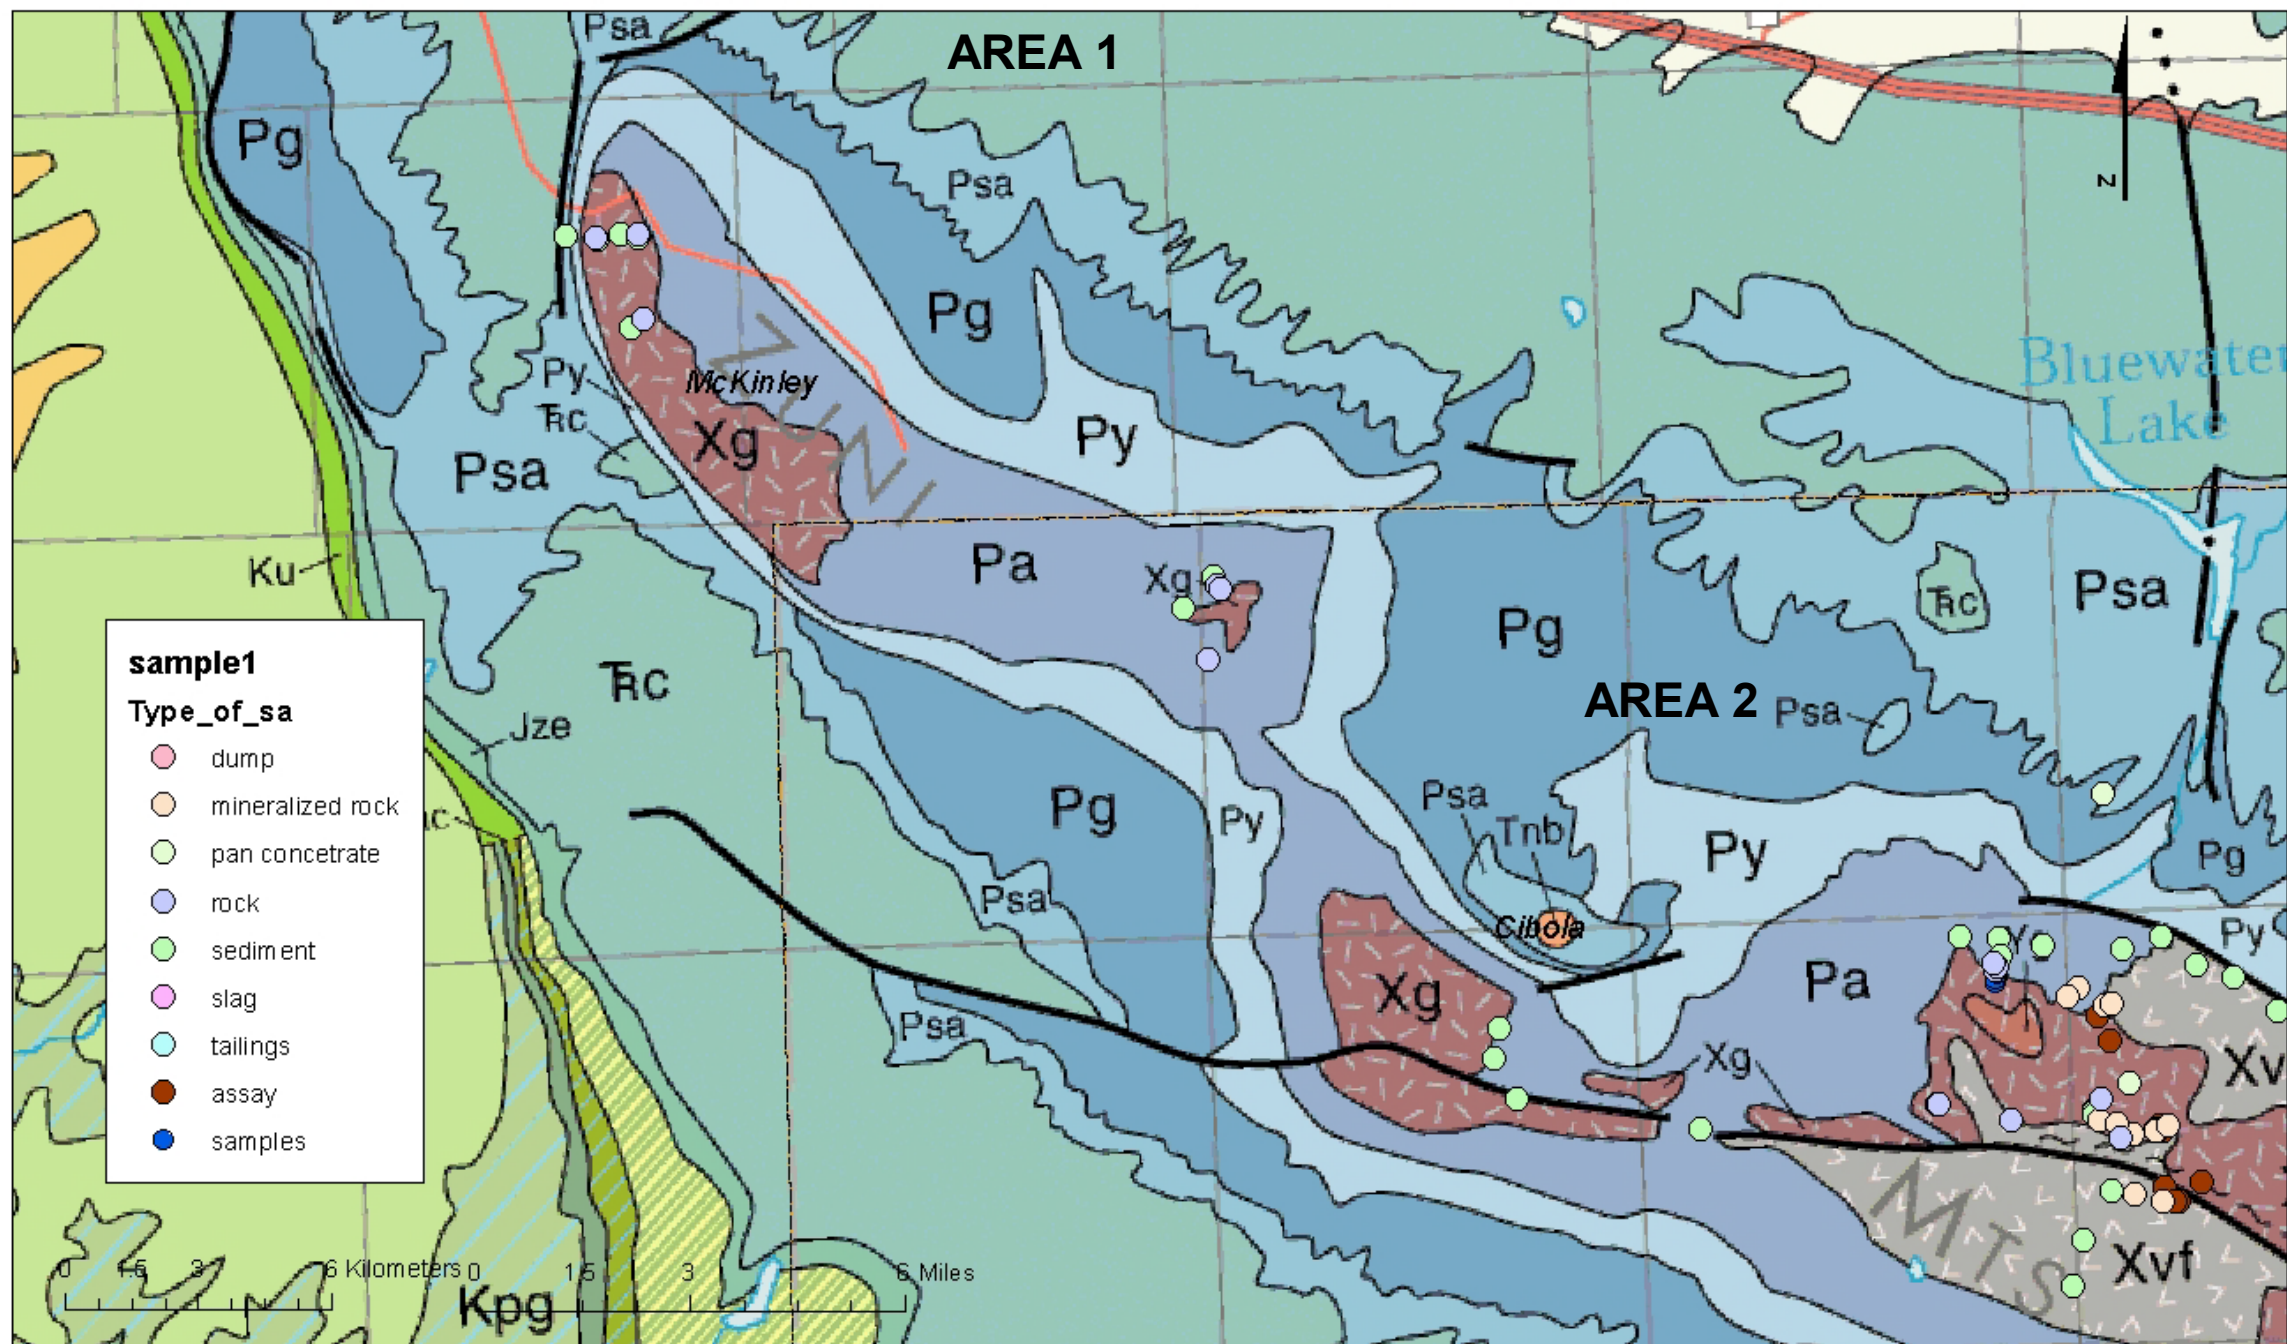 Psa
AREA 1
Pg
Psa
z
Pg
Bluewater
Lake
Py
McKinley
ZUNI
Ŧc
Xg
Py
Psa
Ku
Pa
Xg
Pg
Ŧc
Psa
Ŧc
AREA 2
Psa
Jze
Pg
Py
Psa
Tnb
Py
Pg
Psa
Cibola
Py
Psa
Xg
Pa
Xg
Xv
MTS
Xvf
Kpg
sample1
Type_of_sa
dump
mineralized rock
pan concetrate
rock
sediment
slag
tailings
assay
samples
0 1.5 3 6 Kilometers
0 1.5 3 6 Miles